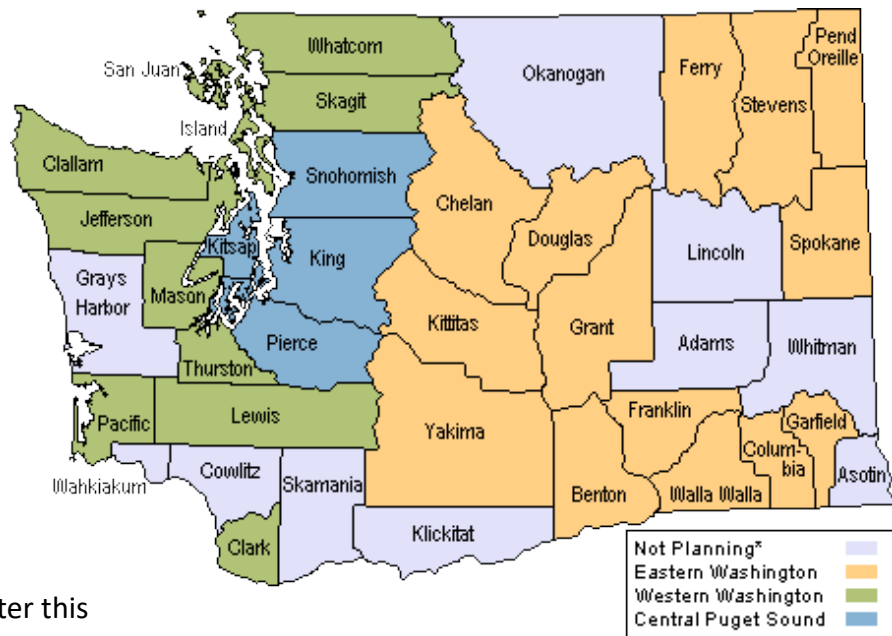 Whatcom
San Juan
Okanogan
Ferry
Pend
Oreille
Skagit
Stevens
Island
Clallam
Snohomish
Chelan
Jefferson
Kitsap
Douglas
Lincoln
Spokane
King
Grays
Harbor
Mason
Kittitas
Grant
Pierce
Adams
Whitman
Thurston
Franklin
Garfield
Pacific
Lewis
Yakima
Colum-
bia
Cowlitz
Skamania
Asotin
Wahkiakum
Benton
Walla Walla
Klickitat
Clark
Not Planning*
Eastern Washington
Western Washington
Central Puget Sound
ter this